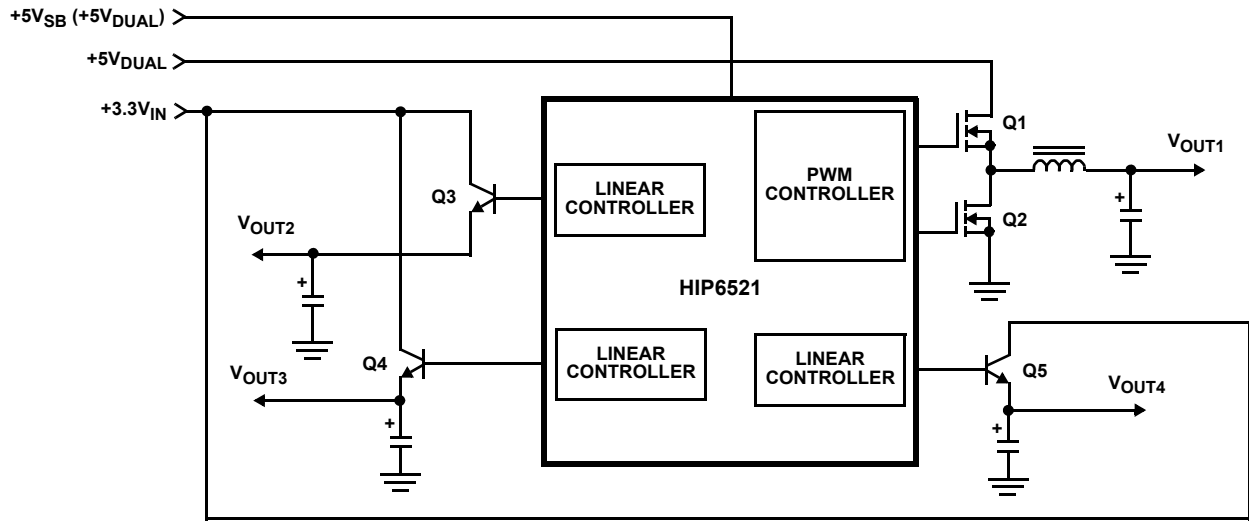 +5VSB (+5VDUAL)
+5VDUAL
+3.3VIN
Q1
VOUT1
PWM
CONTROLLER
LINEAR
CONTROLLER
Q3
+
Q2
VOUT2
+
HIP6521
LINEAR
CONTROLLER
LINEAR
CONTROLLER
Q4
Q5
VOUT3
VOUT4
+
+